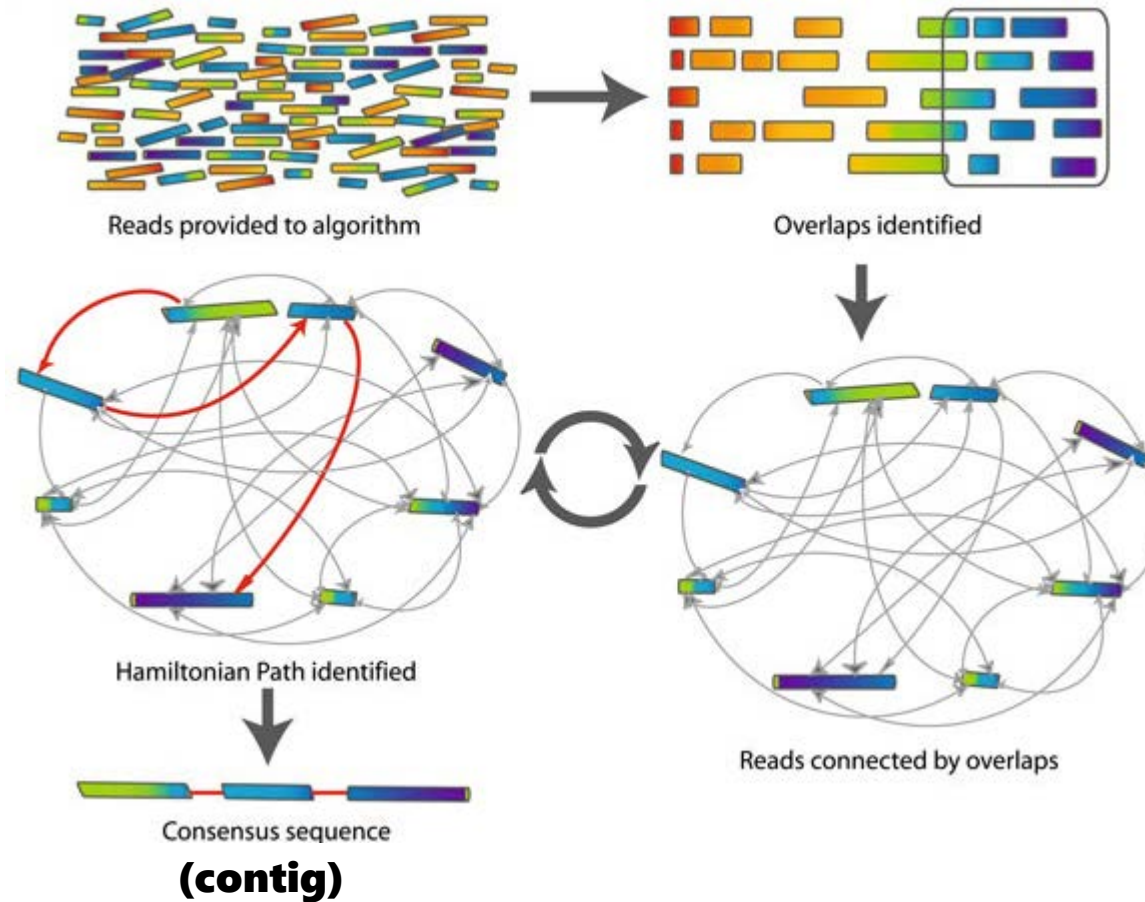 Reads provided to algorithm
Overlaps identified
Hamiltonian Path identified
Reads connected by overlaps
Consensus sequence
(contig)